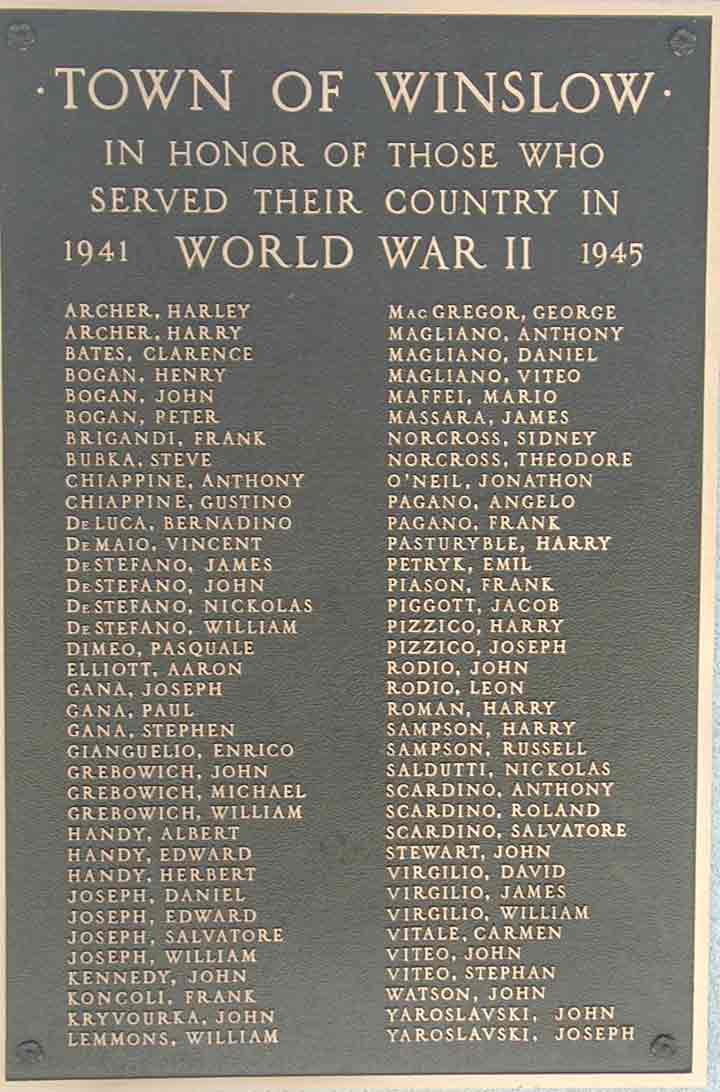 · TOWN OF WINSLOW ·
IN HONOR OF THOSE WHO
SERVED THEIR COUNTRY IN
1941 WORLD WAR II 1945
ARCHER, HARLEY
ARCHER, HARRY
BATES, CLARENCE
BOGAN, HENRY
BOGAN, JOHN
BOGAN, PETER
BRIGANDI, FRANK
BUBKA, STEVE
CHIAPPINE, ANTHONY
CHIAPPINE, GUSTINO
DeLUCA, BERNADINO
DeMAIO, VINCENT
DeSTEFANO, JAMES
DeSTEFANO, JOHN
DeSTEFANO, NICKOLAS
DeSTEFANO, WILLIAM
DIMEO, PASQUALE
ELLIOTT, AARON
GANA, JOSEPH
GANA, PAUL
GANA, STEPHEN
GIANGUELIO, ENRICO
GREBOWICH, JOHN
GREBOWICH, MICHAEL
GREBOWICH, WILLIAM
HANDY, ALBERT
HANDY, EDWARD
HANDY, HERBERT
JOSEPH, DANIEL
JOSEPH, EDWARD
JOSEPH, SALVATORE
JOSEPH, WILLIAM
KENNEDY, JOHN
KONCOLI, FRANK
KRYVOURKA, JOHN
LEMMONS, WILLIAM
MacGREGOR, GEORGE
MAGLIANO, ANTHONY
MAGLIANO, DANIEL
MAGLIANO, VITEO
MAFFEI, MARIO
MASSARA, JAMES
NORCROSS, SIDNEY
NORCROSS, THEODORE
O'NEIL, JONATHON
PAGANO, ANGELO
PAGANO, FRANK
PASTURYBLE, HARRY
PETRYK, EMIL
PIASON, FRANK
PIGGOTT, JACOB
PIZZICO, HARRY
PIZZICO, JOSEPH
RODIO, JOHN
RODIO, LEON
ROMAN, HARRY
SAMPSON, HARRY
SAMPSON, RUSSELL
SALDUTTI, NICKOLAS
SCARDINO, ANTHONY
SCARDINO, ROLAND
SCARDINO, SALVATORE
STEWART, JOHN
VIRGILIO, DAVID
VIRGILIO, JAMES
VIRGILIO, WILLIAM
VITALE, CARMEN
VITEO, JOHN
VITEO, STEPHAN
WATSON, JOHN
YAROSLAVSKI, JOHN
YAROSLAVSKI, JOSEPH